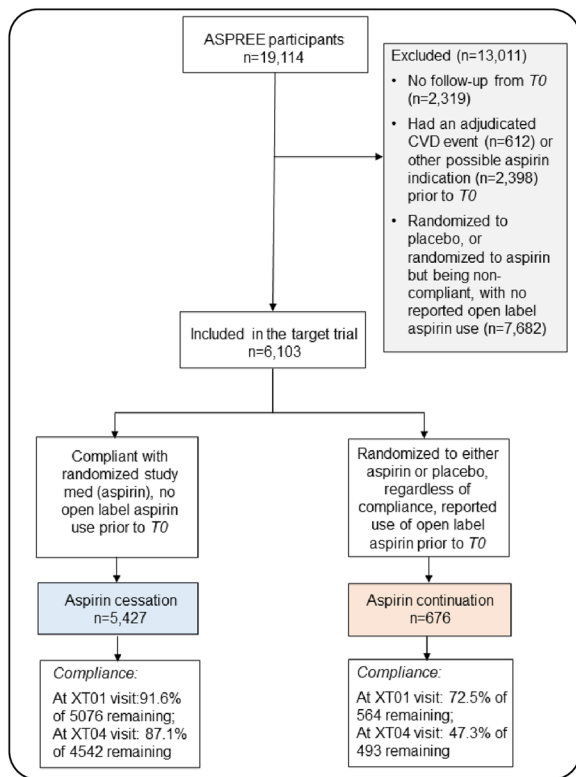 ASPREE participants
n=19,114
Excluded (n=13,011)
• No follow-up from T0
(n=2,319)
• Had an adjudicated
CVD event (n=612) or
other possible aspirin
indication (n=2,398)
prior to T0
• Randomized to
placebo, or
randomized to aspirin
but being non-
compliant, with no
reported open label
aspirin use (n=7,682)
Included in the target trial
n=6,103
Compliant with
randomized study
med (aspirin), no
open label aspirin
use prior to T0
Randomized to either
aspirin or placebo,
regardless of
compliance, reported
use of open label
aspirin prior to T0
Aspirin cessation
n=5,427
Aspirin continuation
n=676
Compliance:
At XT01 visit:91.6%
of 5076 remaining;
At XT04 visit: 87.1%
of 4542 remaining
Compliance:
At XT01 visit: 72.5% of
564 remaining;
At XT04 visit: 47.3% of
493 remaining